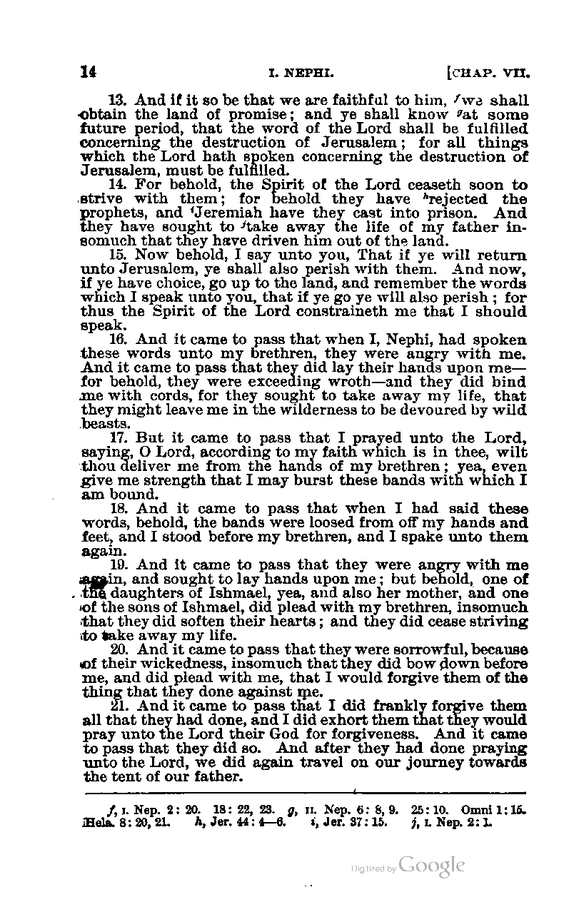 14 I. NEPHI. [CHAP. VII.
13. And if it so be that we are faithful to him, ᶠwe shall
obtain the land of promise; and ye shall know ᵍat some
future period, that the word of the Lord shall be fulfilled
concerning the destruction of Jerusalem; for all things
which the Lord hath spoken concerning the destruction of
Jerusalem, must be fulfilled.
14. For behold, the Spirit of the Lord ceaseth soon to
strive with them; for behold they have ʰrejected the
prophets, and ⁱJeremiah have they cast into prison. And
they have sought to ʲtake away the life of my father in-
somuch that they have driven him out of the land.
15. Now behold, I say unto you, That if ye will return
unto Jerusalem, ye shall also perish with them. And now,
if ye have choice, go up to the land, and remember the words
which I speak unto you, that if ye go ye will also perish; for
thus the Spirit of the Lord constraineth me that I should
speak.
16. And it came to pass that when I, Nephi, had spoken
these words unto my brethren, they were angry with me.
And it came to pass that they did lay their hands upon me—
for behold, they were exceeding wroth—and they did bind
me with cords, for they sought to take away my life, that
they might leave me in the wilderness to be devoured by wild
beasts.
17. But it came to pass that I prayed unto the Lord,
saying, O Lord, according to my faith which is in thee, wilt
thou deliver me from the hands of my brethren; yea, even
give me strength that I may burst these bands with which I
am bound.
18. And it came to pass that when I had said these
words, behold, the bands were loosed from off my hands and
feet, and I stood before my brethren, and I spake unto them
again.
19. And it came to pass that they were angry with me
again, and sought to lay hands upon me; but behold, one of
the daughters of Ishmael, yea, and also her mother, and one
of the sons of Ishmael, did plead with my brethren, insomuch
that they did soften their hearts; and they did cease striving
to take away my life.
20. And it came to pass that they were sorrowful, because
of their wickedness, insomuch that they did bow down before
me, and did plead with me, that I would forgive them of the
thing that they done against me.
21. And it came to pass that I did frankly forgive them
all that they had done, and I did exhort them that they would
pray unto the Lord their God for forgiveness. And it came
to pass that they did so. And after they had done praying
unto the Lord, we did again travel on our journey towards
the tent of our father.
f, I. Nep. 2: 20. 18: 22, 23. g, II. Nep. 6: 8, 9. 25: 10. Omni 1: 15.
Hela. 8: 20, 21. h, Jer. 44: 4—6. i, Jer. 37: 15. j, I. Nep. 2: 1.
Digitized by Google